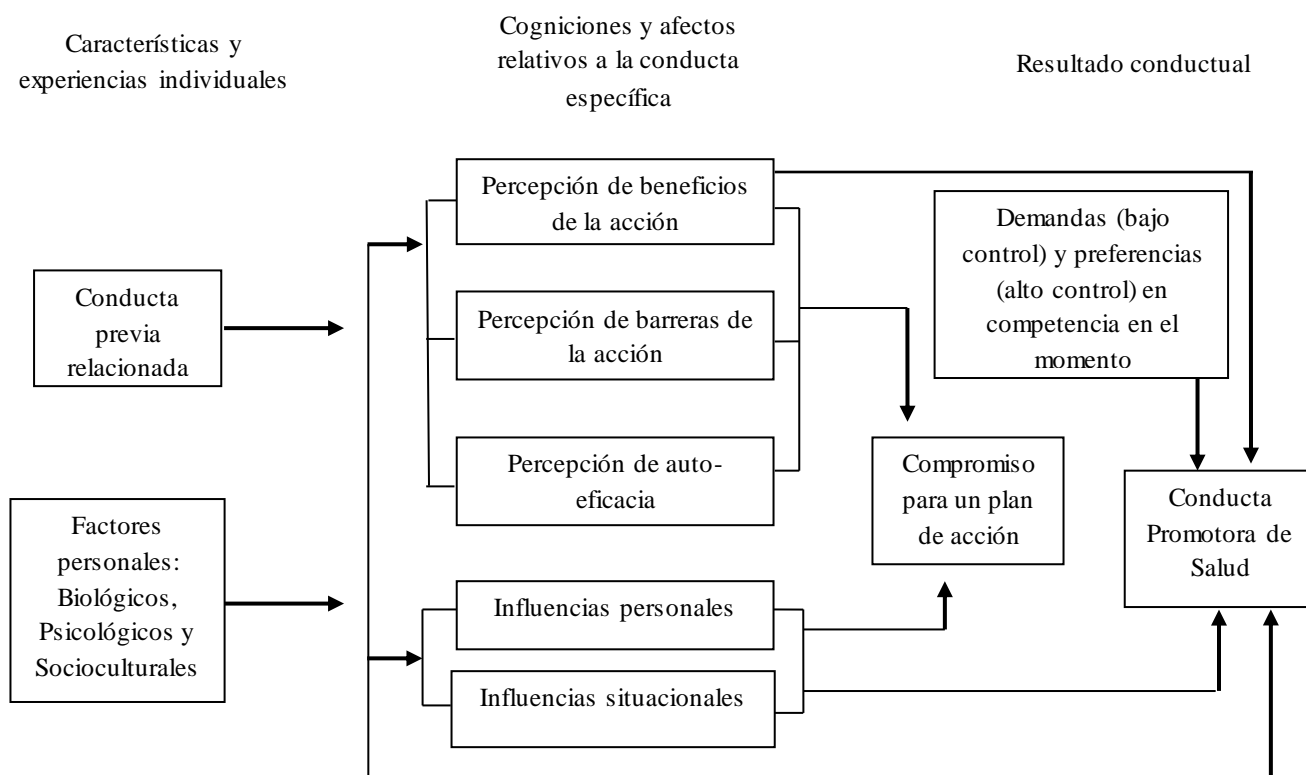 Características y
experiencias individuales
Cogniciones y afectos
relativos a la conducta
específica
Resultado conductual
Conducta
previa
relacionada
Factores
personales:
Biológicos,
Psicológicos y
Socioculturales
Percepción de beneficios
de la acción
Percepción de barreras de
la acción
Percepción de auto-
eficacia
Influencias personales
Influencias situacionales
Compromiso
para un plan
de acción
Demandas (bajo
control) y preferencias
(alto control) en
competencia en el
momento
Conducta
Promotora de
Salud